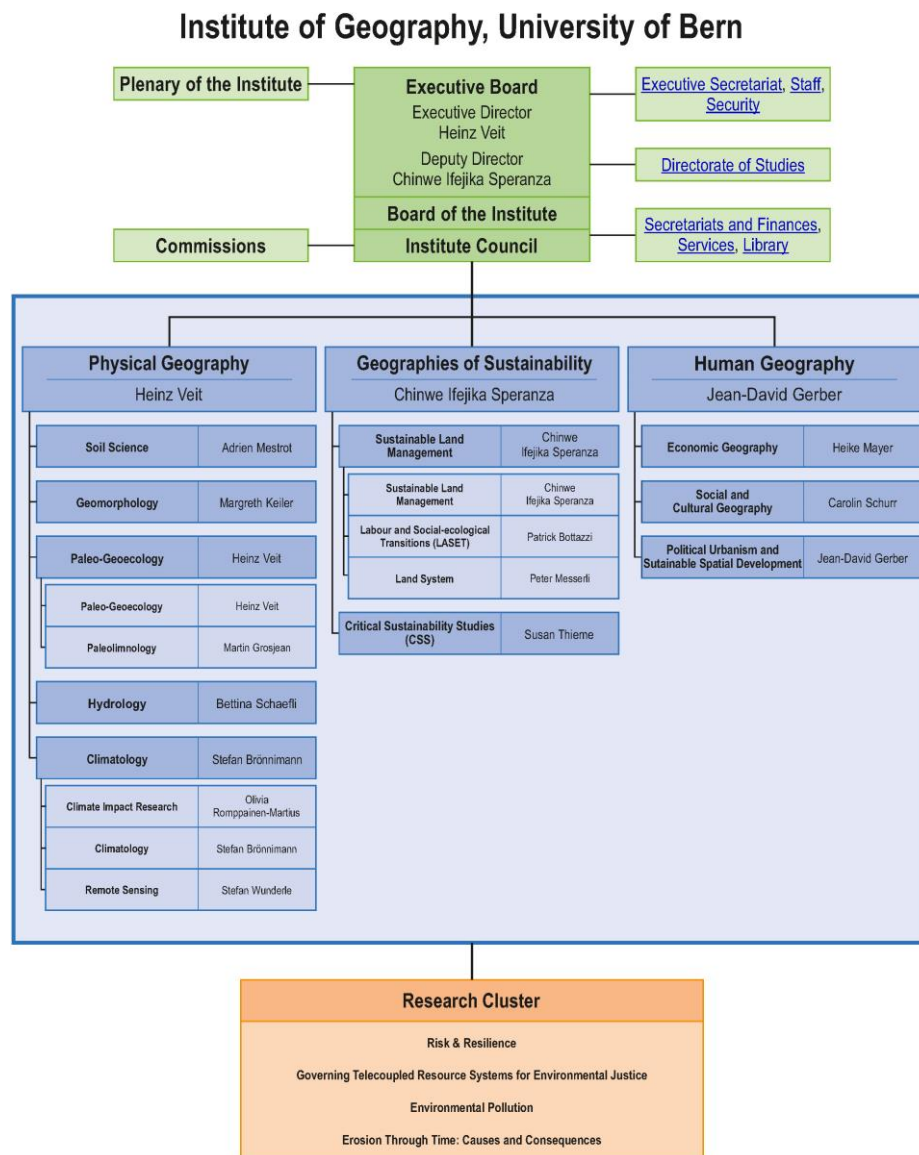 Institute of Geography, University of Bern
Plenary of the Institute
Executive Board
Executive Director
Heinz Veit
Deputy Director
Chinwe Ifejika Speranza
Board of the Institute
Institute Council
Commissions
Executive Secretariat, Staff,
Security
Directorate of Studies
Secretariats and Finances,
Services, Library
Physical Geography
Heinz Veit
Soil Science
Adrien Mestrot
Geomorphology
Margreth Keiler
Paleo-Geoecology
Heinz Veit
Paleo-Geoecology
Heinz Veit
Paleolimnology
Martin Grosjean
Hydrology
Bettina Schaefli
Climatology
Stefan Brönnimann
Climate Impact Research
Olivia
Romppainen-Martius
Climatology
Stefan Brönnimann
Remote Sensing
Stefan Wunderle
Geographies of Sustainability
Chinwe Ifejika Speranza
Sustainable Land
Management
Chinwe
Ifejika Speranza
Sustainable Land
Management
Chinwe
Ifejika Speranza
Labour and Social-ecological
Transitions (LASET)
Patrick Bottazzi
Land System
Peter Messerli
Critical Sustainability Studies
(CSS)
Susan Thieme
Human Geography
Jean-David Gerber
Economic Geography
Heike Mayer
Social and
Cultural Geography
Carolin Schurr
Political Urbanism and
Sutainable Spatial Development
Jean-David Gerber
Research Cluster
Risk & Resilience
Governing Telecoupled Resource Systems for Environmental Justice
Environmental Pollution
Erosion Through Time: Causes and Consequences